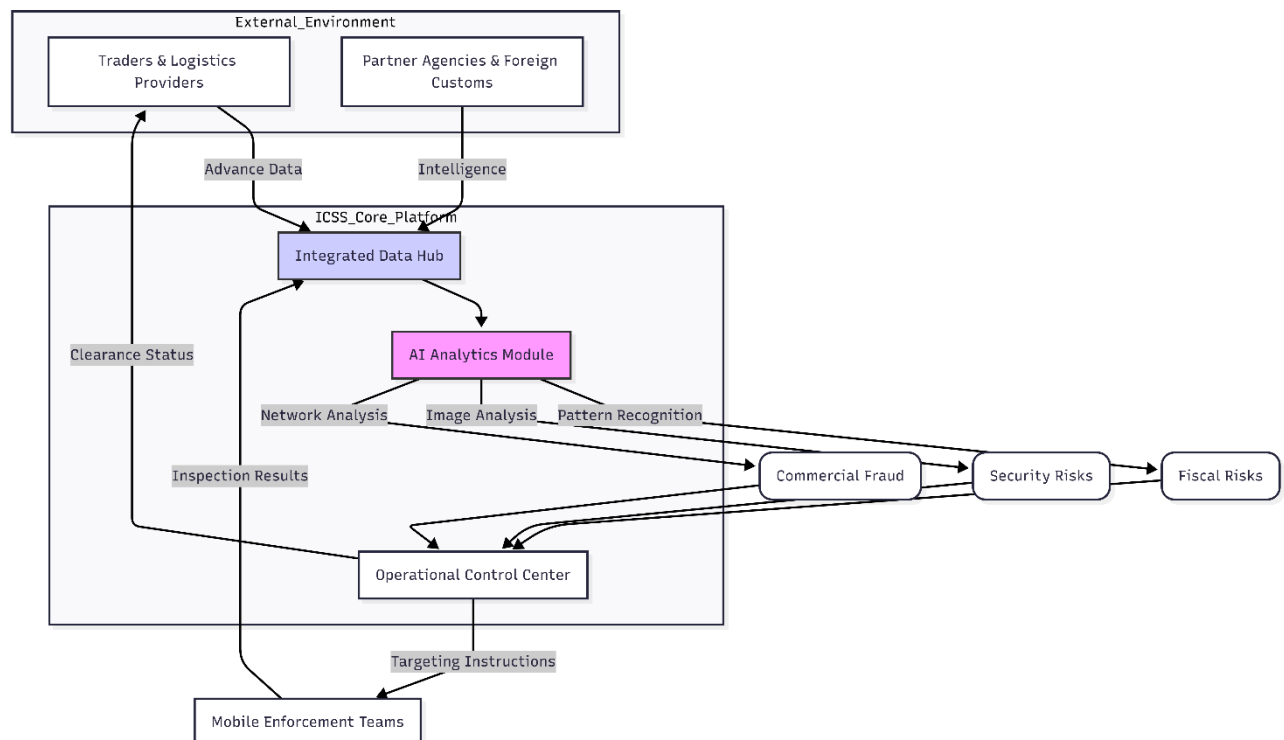 External_Environment
Traders & Logistics
Providers
Partner Agencies & Foreign
Customs
Advance Data
Intelligence
ICSS_Core_Platform
Integrated Data Hub
Clearance Status
AI Analytics Module
Network Analysis
Image Analysis
Pattern Recognition
Inspection Results
Commercial Fraud
Security Risks
Fiscal Risks
Operational Control Center
Targeting Instructions
Mobile Enforcement Teams